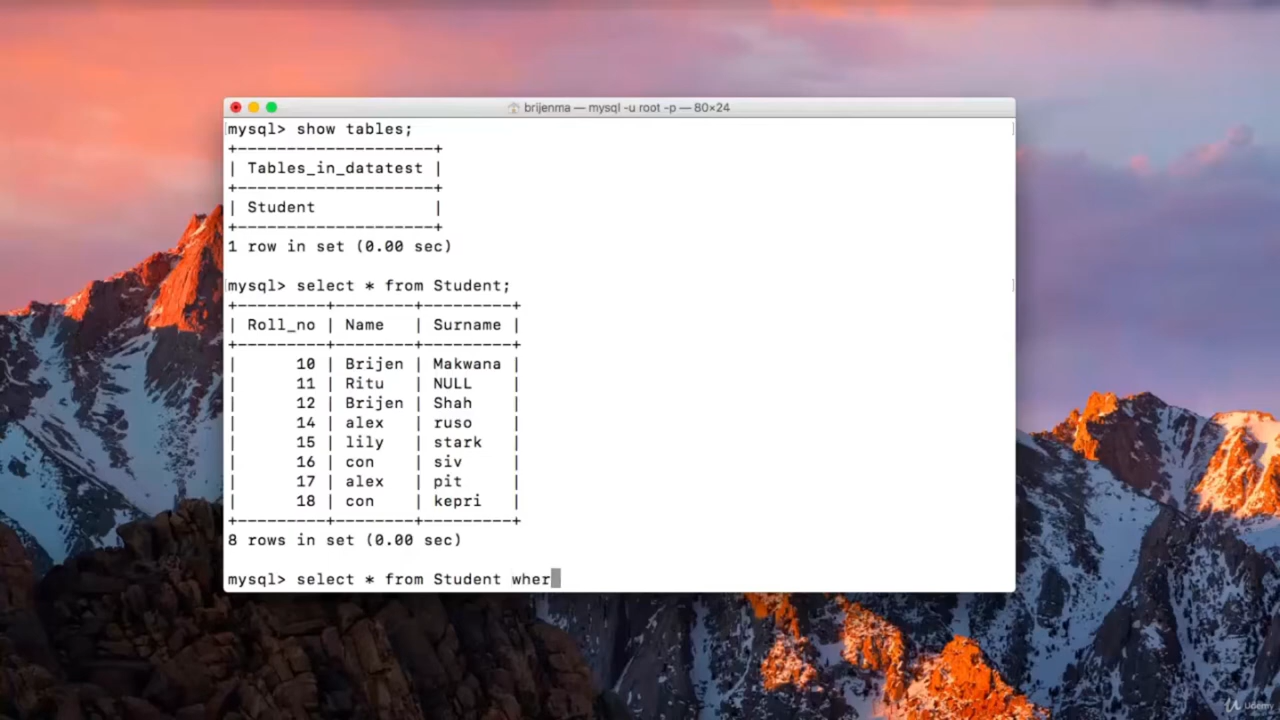 brijenma — mysql -u root -p — 80×24
mysql> show tables;
+--------------------+
| Tables_in_datatest |
+--------------------+
| Student            |
+--------------------+
1 row in set (0.00 sec)
mysql> select * from Student;
+---------+--------+---------+
| Roll_no | Name   | Surname |
+---------+--------+---------+
|      10 | Brijen | Makwana |
|      11 | Ritu   | NULL    |
|      12 | Brijen | Shah    |
|      14 | alex   | ruso    |
|      15 | lily   | stark   |
|      16 | con    | siv     |
|      17 | alex   | pit     |
|      18 | con    | kepri   |
+---------+--------+---------+
8 rows in set (0.00 sec)
mysql> select * from Student wher
Udemy